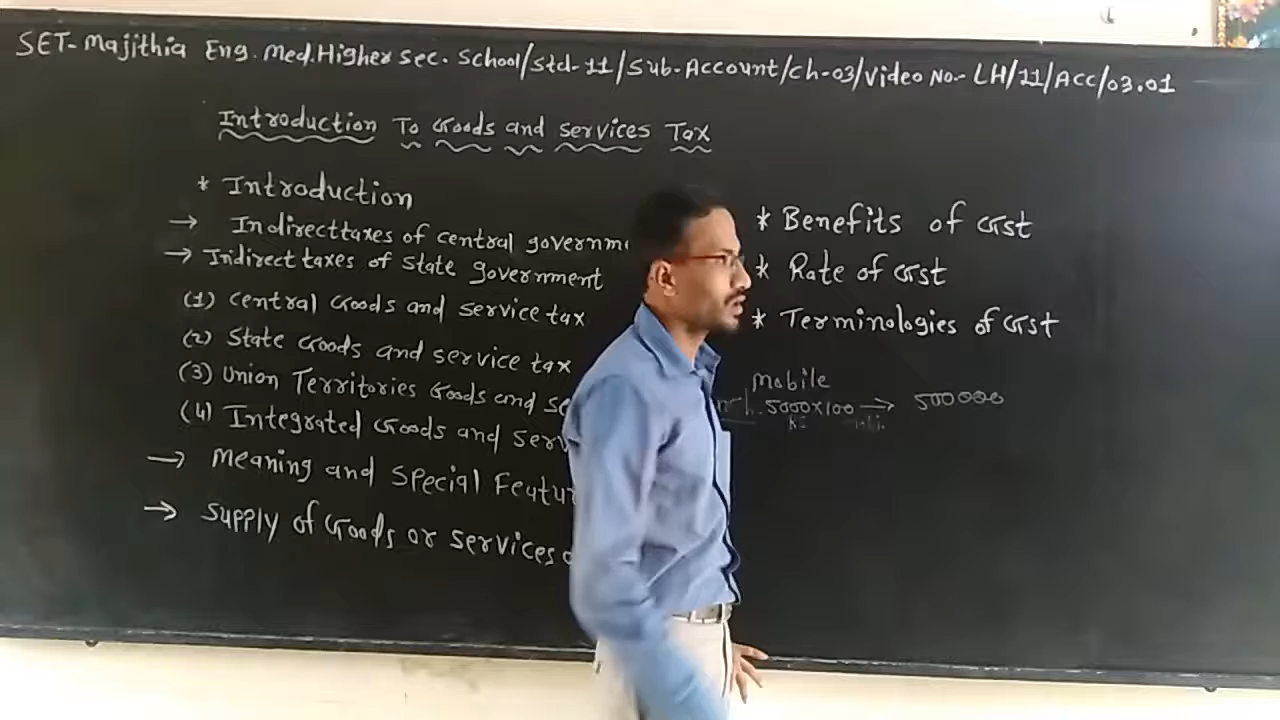 SET-Majithia Eng. Med. Higher Sec. School/Std-11/Sub-Account/Ch-03/Video No.- LH/11/ACC/03.01
Introduction To Goods and services Tax
* Introduction
→ Indirect taxes of central governme
→ Indirect taxes of State government
(1) Central Goods and service tax
(2) State Goods and service tax
(3) Union Territories Goods and se
(4) Integrated Goods and serv
→ Meaning and Special Featur
→ Supply of Goods or services
* Benefits of Gst
* Rate of Gst
* Terminologies of Gst
Mobile
5000x100 → 500000